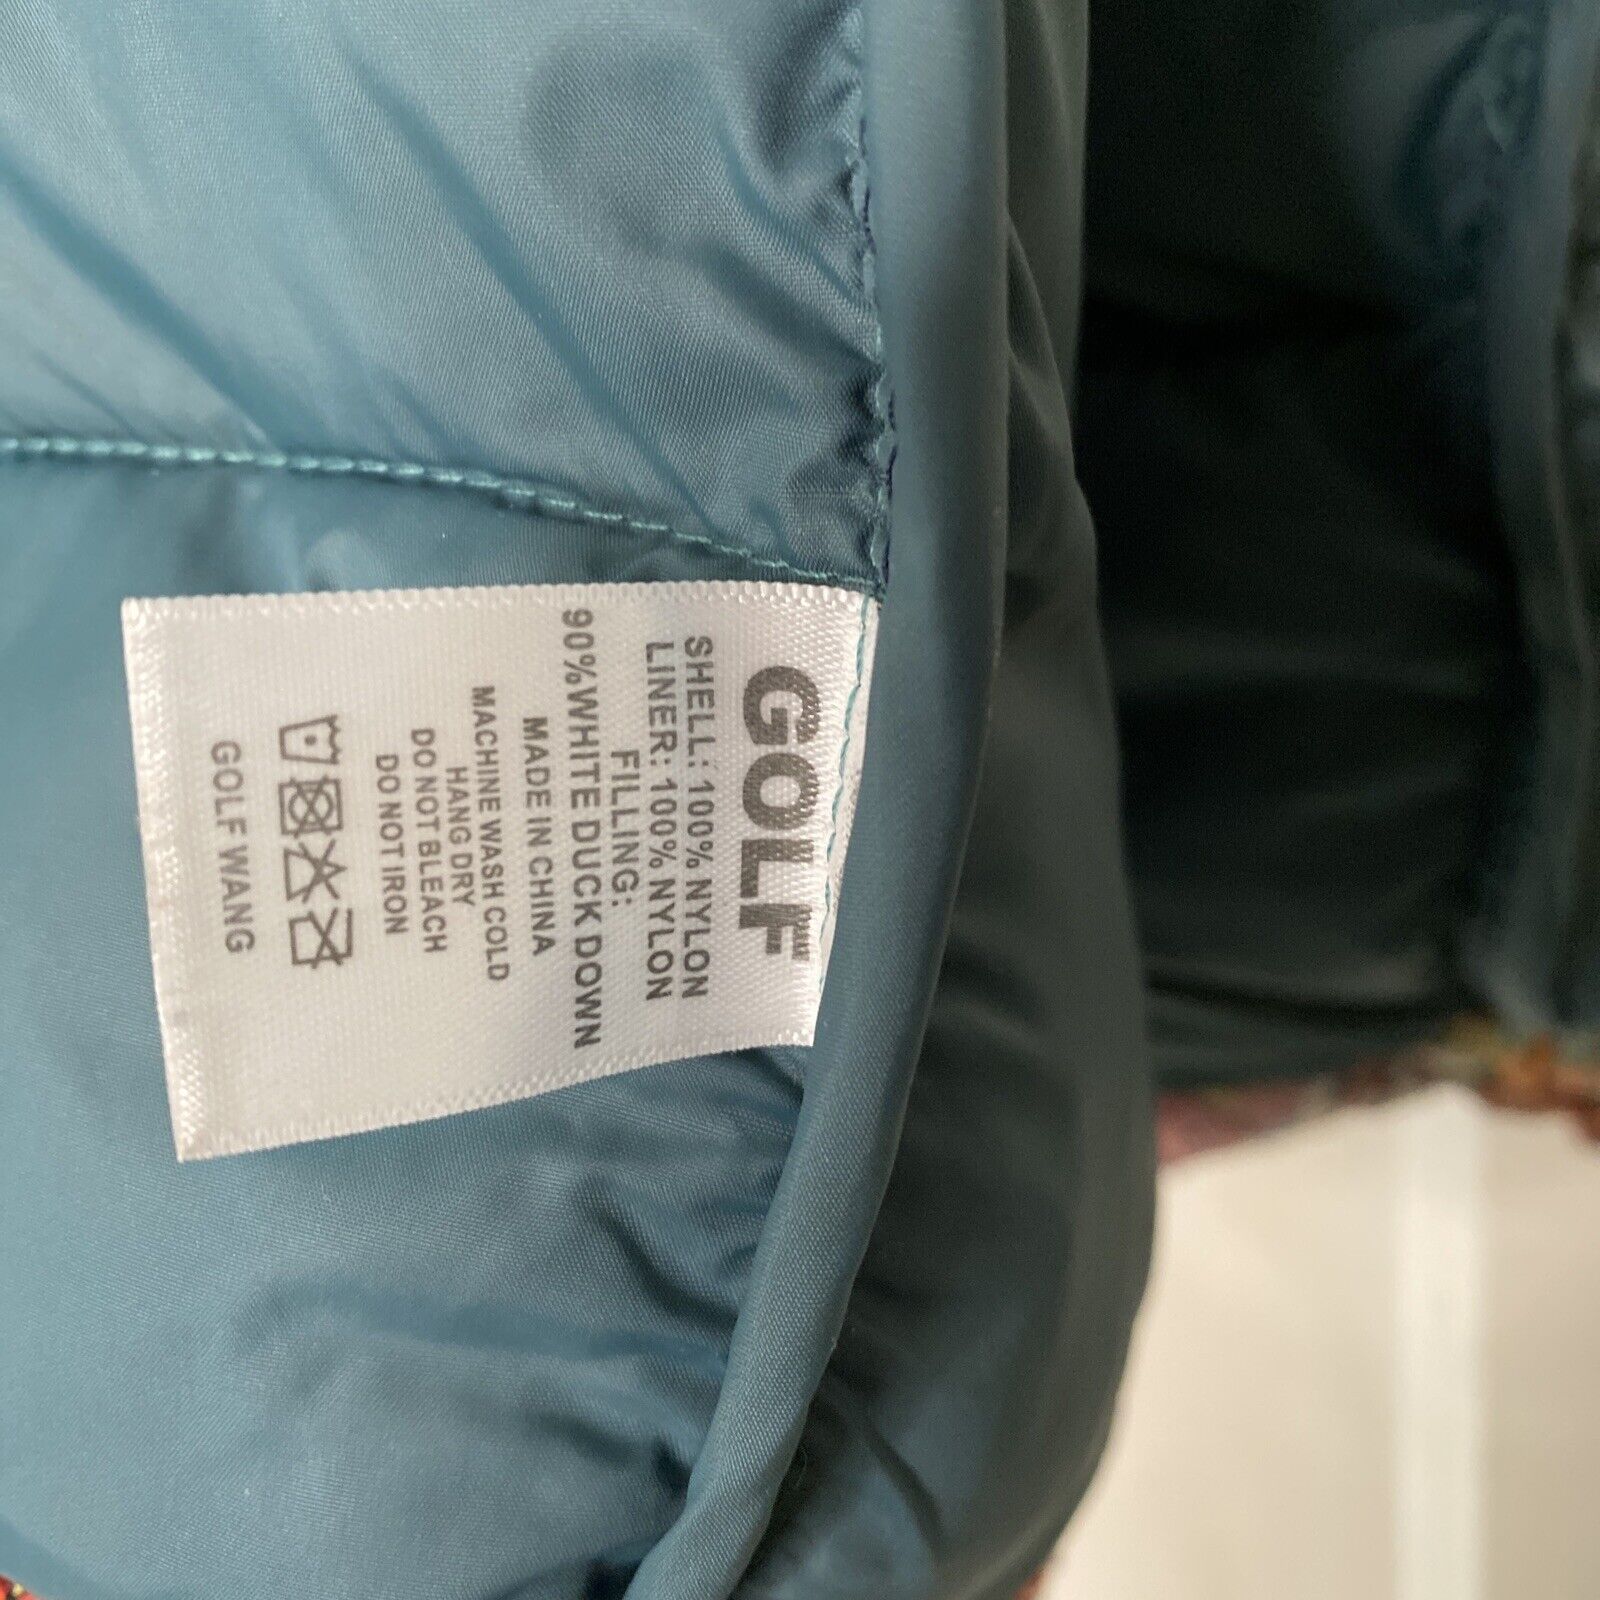 GOLF
SHELL: 100% NYLON
LINER: 100% NYLON
FILLING:
90%WHITE DUCK DOWN
MADE IN CHINA
MACHINE WASH COLD
HANG DRY
DO NOT BLEACH
DO NOT IRON
GOLF WANG